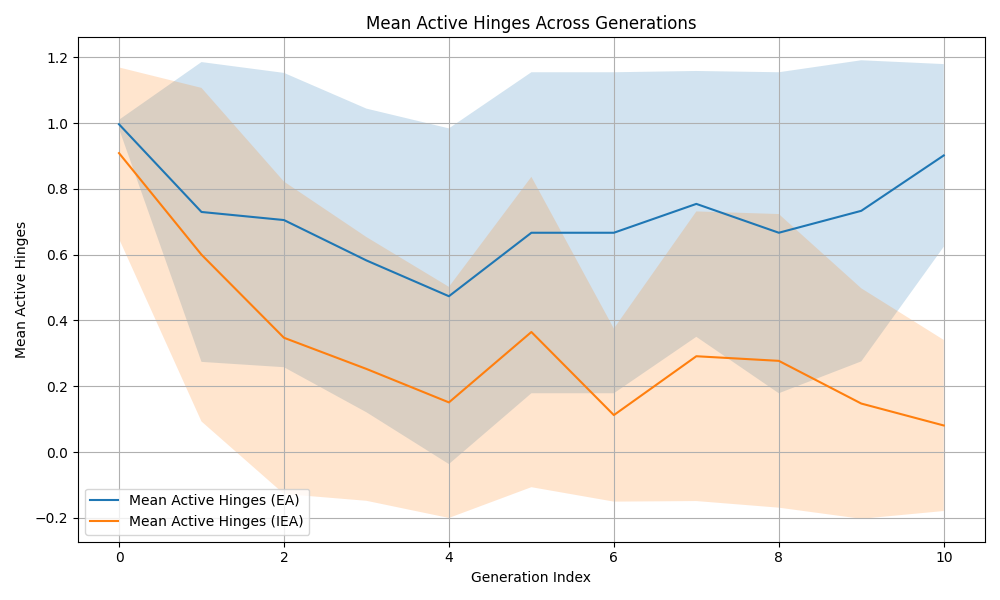 Mean Active Hinges Across Generations
Mean Active Hinges
1.2
1.0
0.8
0.6
0.4
0.2
0.0
−0.2
Mean Active Hinges (EA)
Mean Active Hinges (IEA)
0 2 4 6 8 10
Generation Index